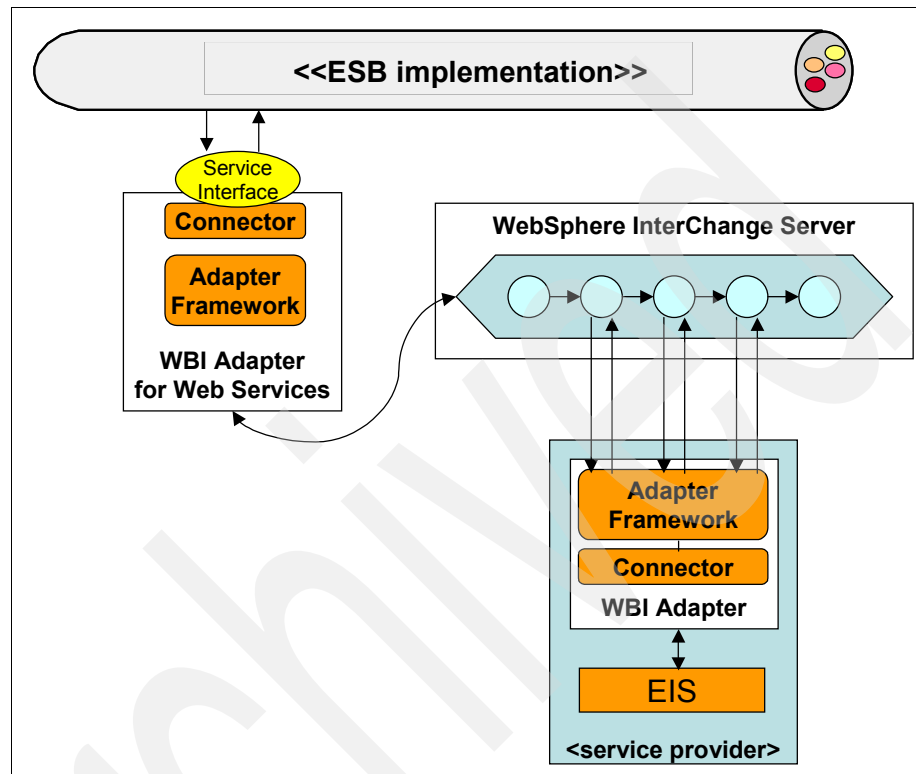 <<ESB implementation>>
Service
Interface
Connector
Adapter
Framework
WBI Adapter
for Web Services
WebSphere InterChange Server
Adapter
Framework
Connector
WBI Adapter
EIS
<service provider>
Archived